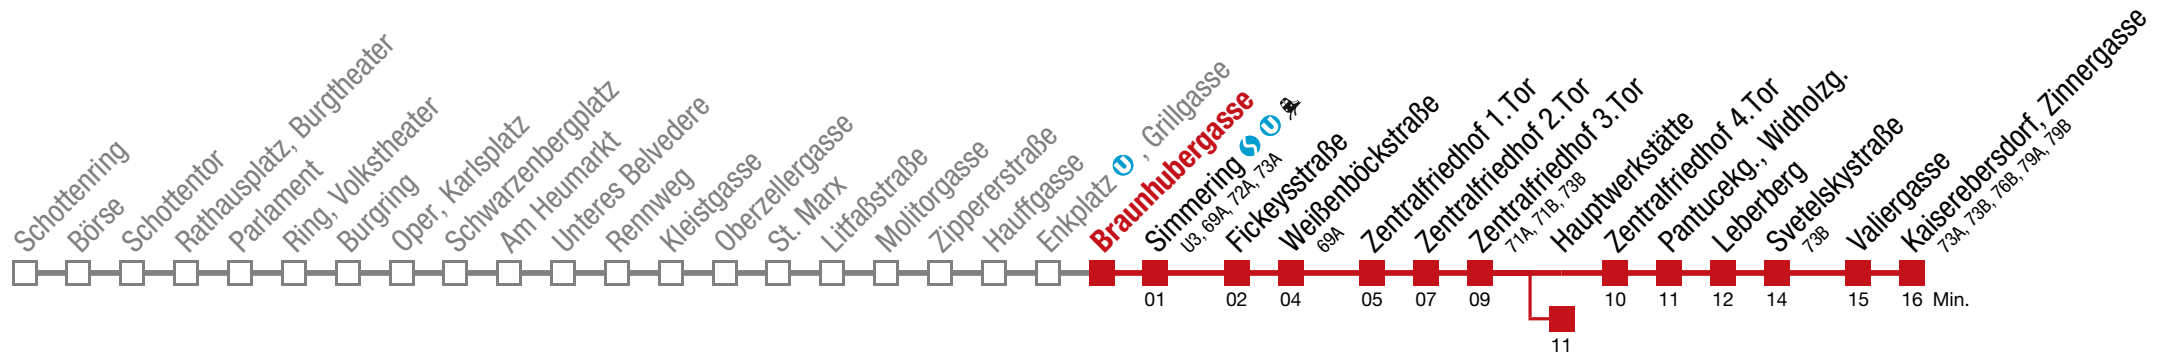 Schottenring
Börse
Schottentor
Rathausplatz, Burgtheater
Parlament
Ring, Volkstheater
Burgring
Oper, Karlsplatz
Schwarzenbergplatz
Am Heumarkt
Unteres Belvedere
Rennweg
Kleistgasse
Oberzellergasse
St. Marx
Litfaßstraße
Molitorgasse
Zippererstraße
Hauffgasse
Enkplatz U , Grillgasse
Braunhubergasse
Simmering S U
U3, 69A, 72A, 73A
Fickeysstraße
Weißenböckstraße
69A
Zentralfriedhof 1.Tor
Zentralfriedhof 2.Tor
Zentralfriedhof 3.Tor
71A, 71B, 73B
Hauptwerkstätte
Zentralfriedhof 4.Tor
Pantucekg., Widholzg.
Leberberg
Svetelskystraße
73B
Valiergasse
Kaiserebersdorf, Zinnergasse
73A, 73B, 76B, 79A, 79B
01 02 04 05 07 09 10 11 12 14 15 16 Min.
11